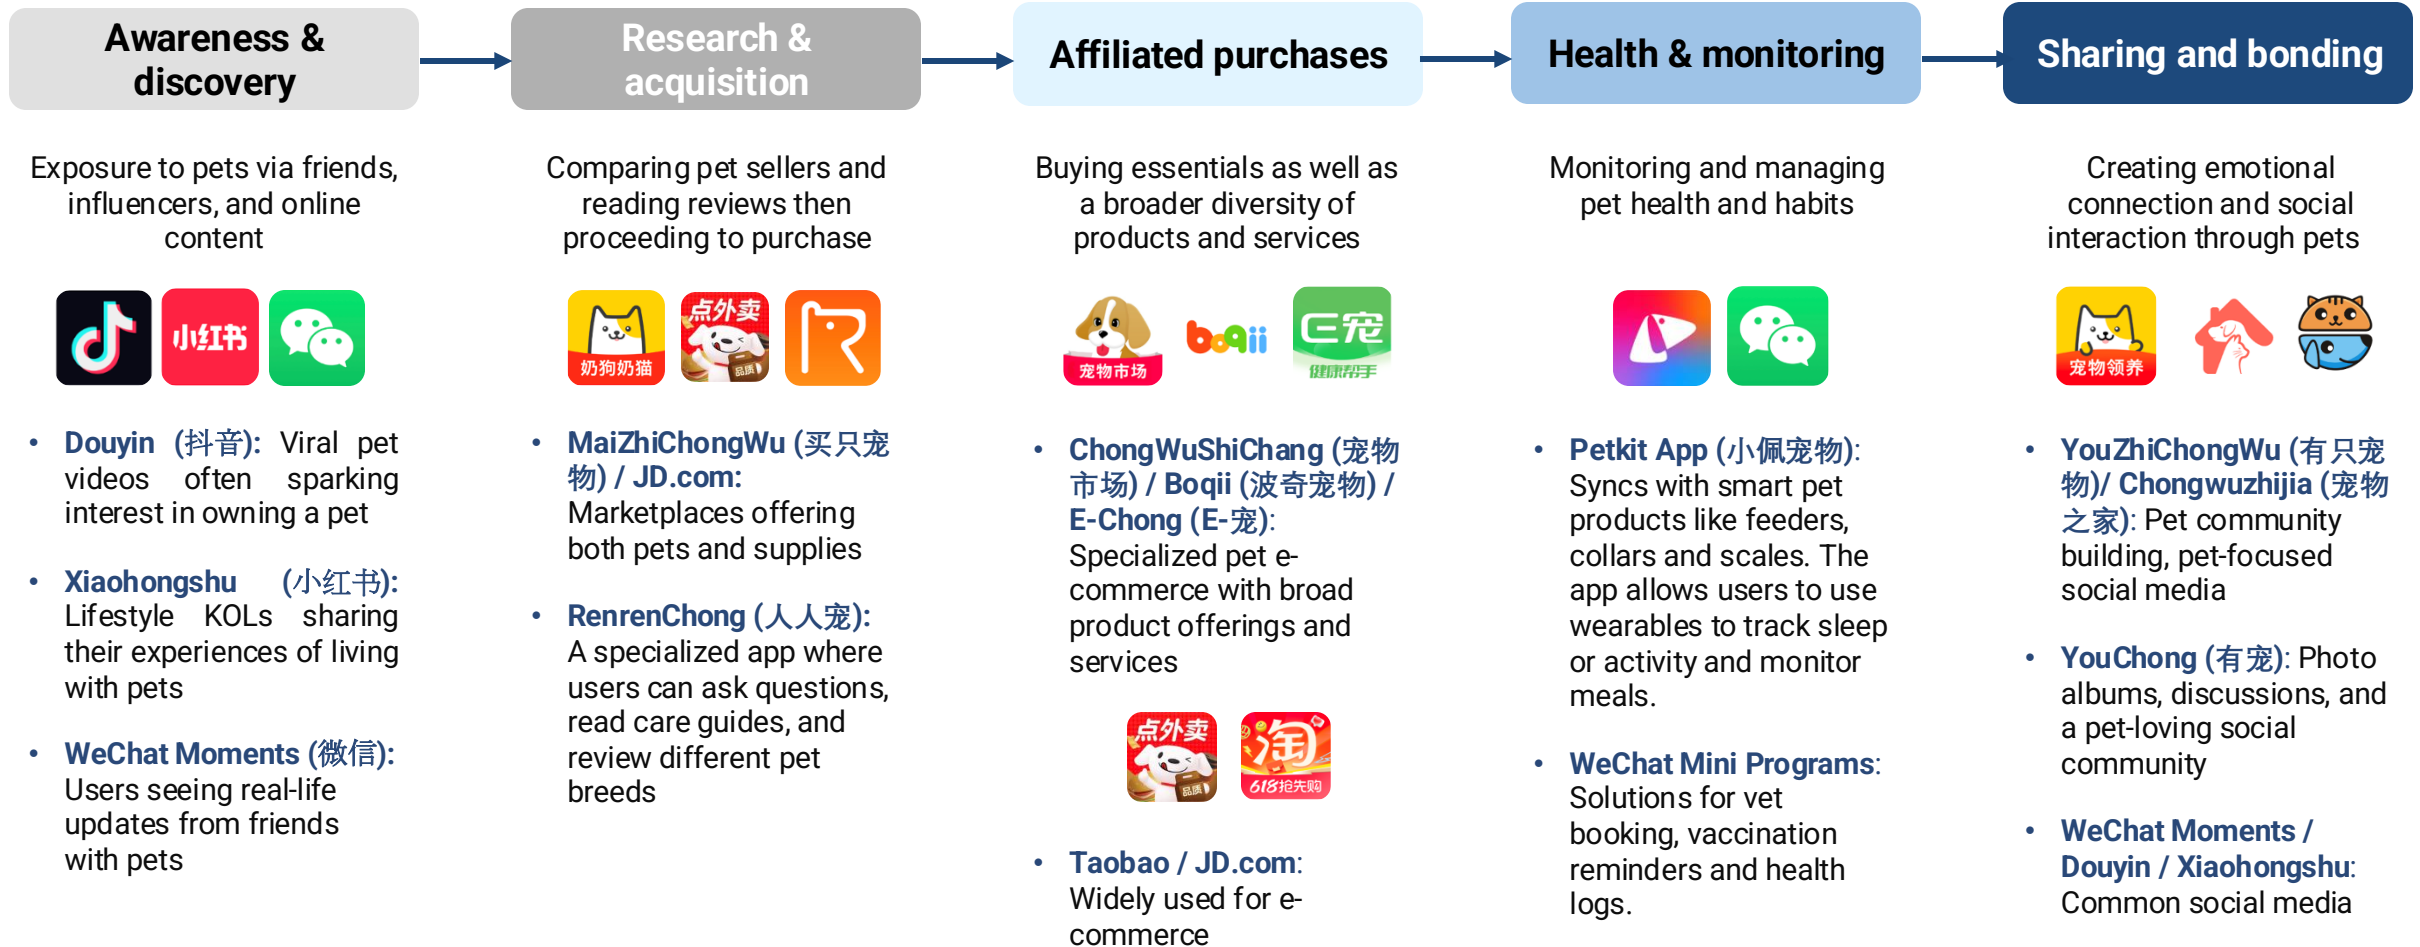 Awareness &
discovery
Exposure to pets via friends,
influencers, and online
content
小红书
• Douyin (抖音): Viral pet
videos often sparking
interest in owning a pet
• Xiaohongshu (小红书):
Lifestyle KOLs sharing
their experiences of living
with pets
• WeChat Moments (微信):
Users seeing real-life
updates from friends
with pets
Research &
acquisition
Comparing pet sellers and
reading reviews then
proceeding to purchase
奶狗奶猫
点外卖
品质
• MaiZhiChongWu (买只宠
物) / JD.com:
Marketplaces offering
both pets and supplies
• RenrenChong (人人宠):
A specialized app where
users can ask questions,
read care guides, and
review different pet
breeds
Affiliated purchases
Buying essentials as well as
a broader diversity of
products and services
宠物市场
boqii
E宠
健康帮手
• ChongWuShiChang (宠物
市场) / Boqii (波奇宠物) /
E-Chong (E-宠):
Specialized pet e-
commerce with broad
product offerings and
services
点外卖
品质
淘
618抢先购
• Taobao / JD.com:
Widely used for e-
commerce
Health & monitoring
Monitoring and managing
pet health and habits
• Petkit App (小佩宠物):
Syncs with smart pet
products like feeders,
collars and scales. The
app allows users to use
wearables to track sleep
or activity and monitor
meals.
• WeChat Mini Programs:
Solutions for vet
booking, vaccination
reminders and health
logs.
Sharing and bonding
Creating emotional
connection and social
interaction through pets
宠物领养
• YouZhiChongWu (有只宠
物)/ Chongwuzhijia (宠物
之家): Pet community
building, pet-focused
social media
• YouChong (有宠): Photo
albums, discussions, and
a pet-loving social
community
• WeChat Moments /
Douyin / Xiaohongshu:
Common social media